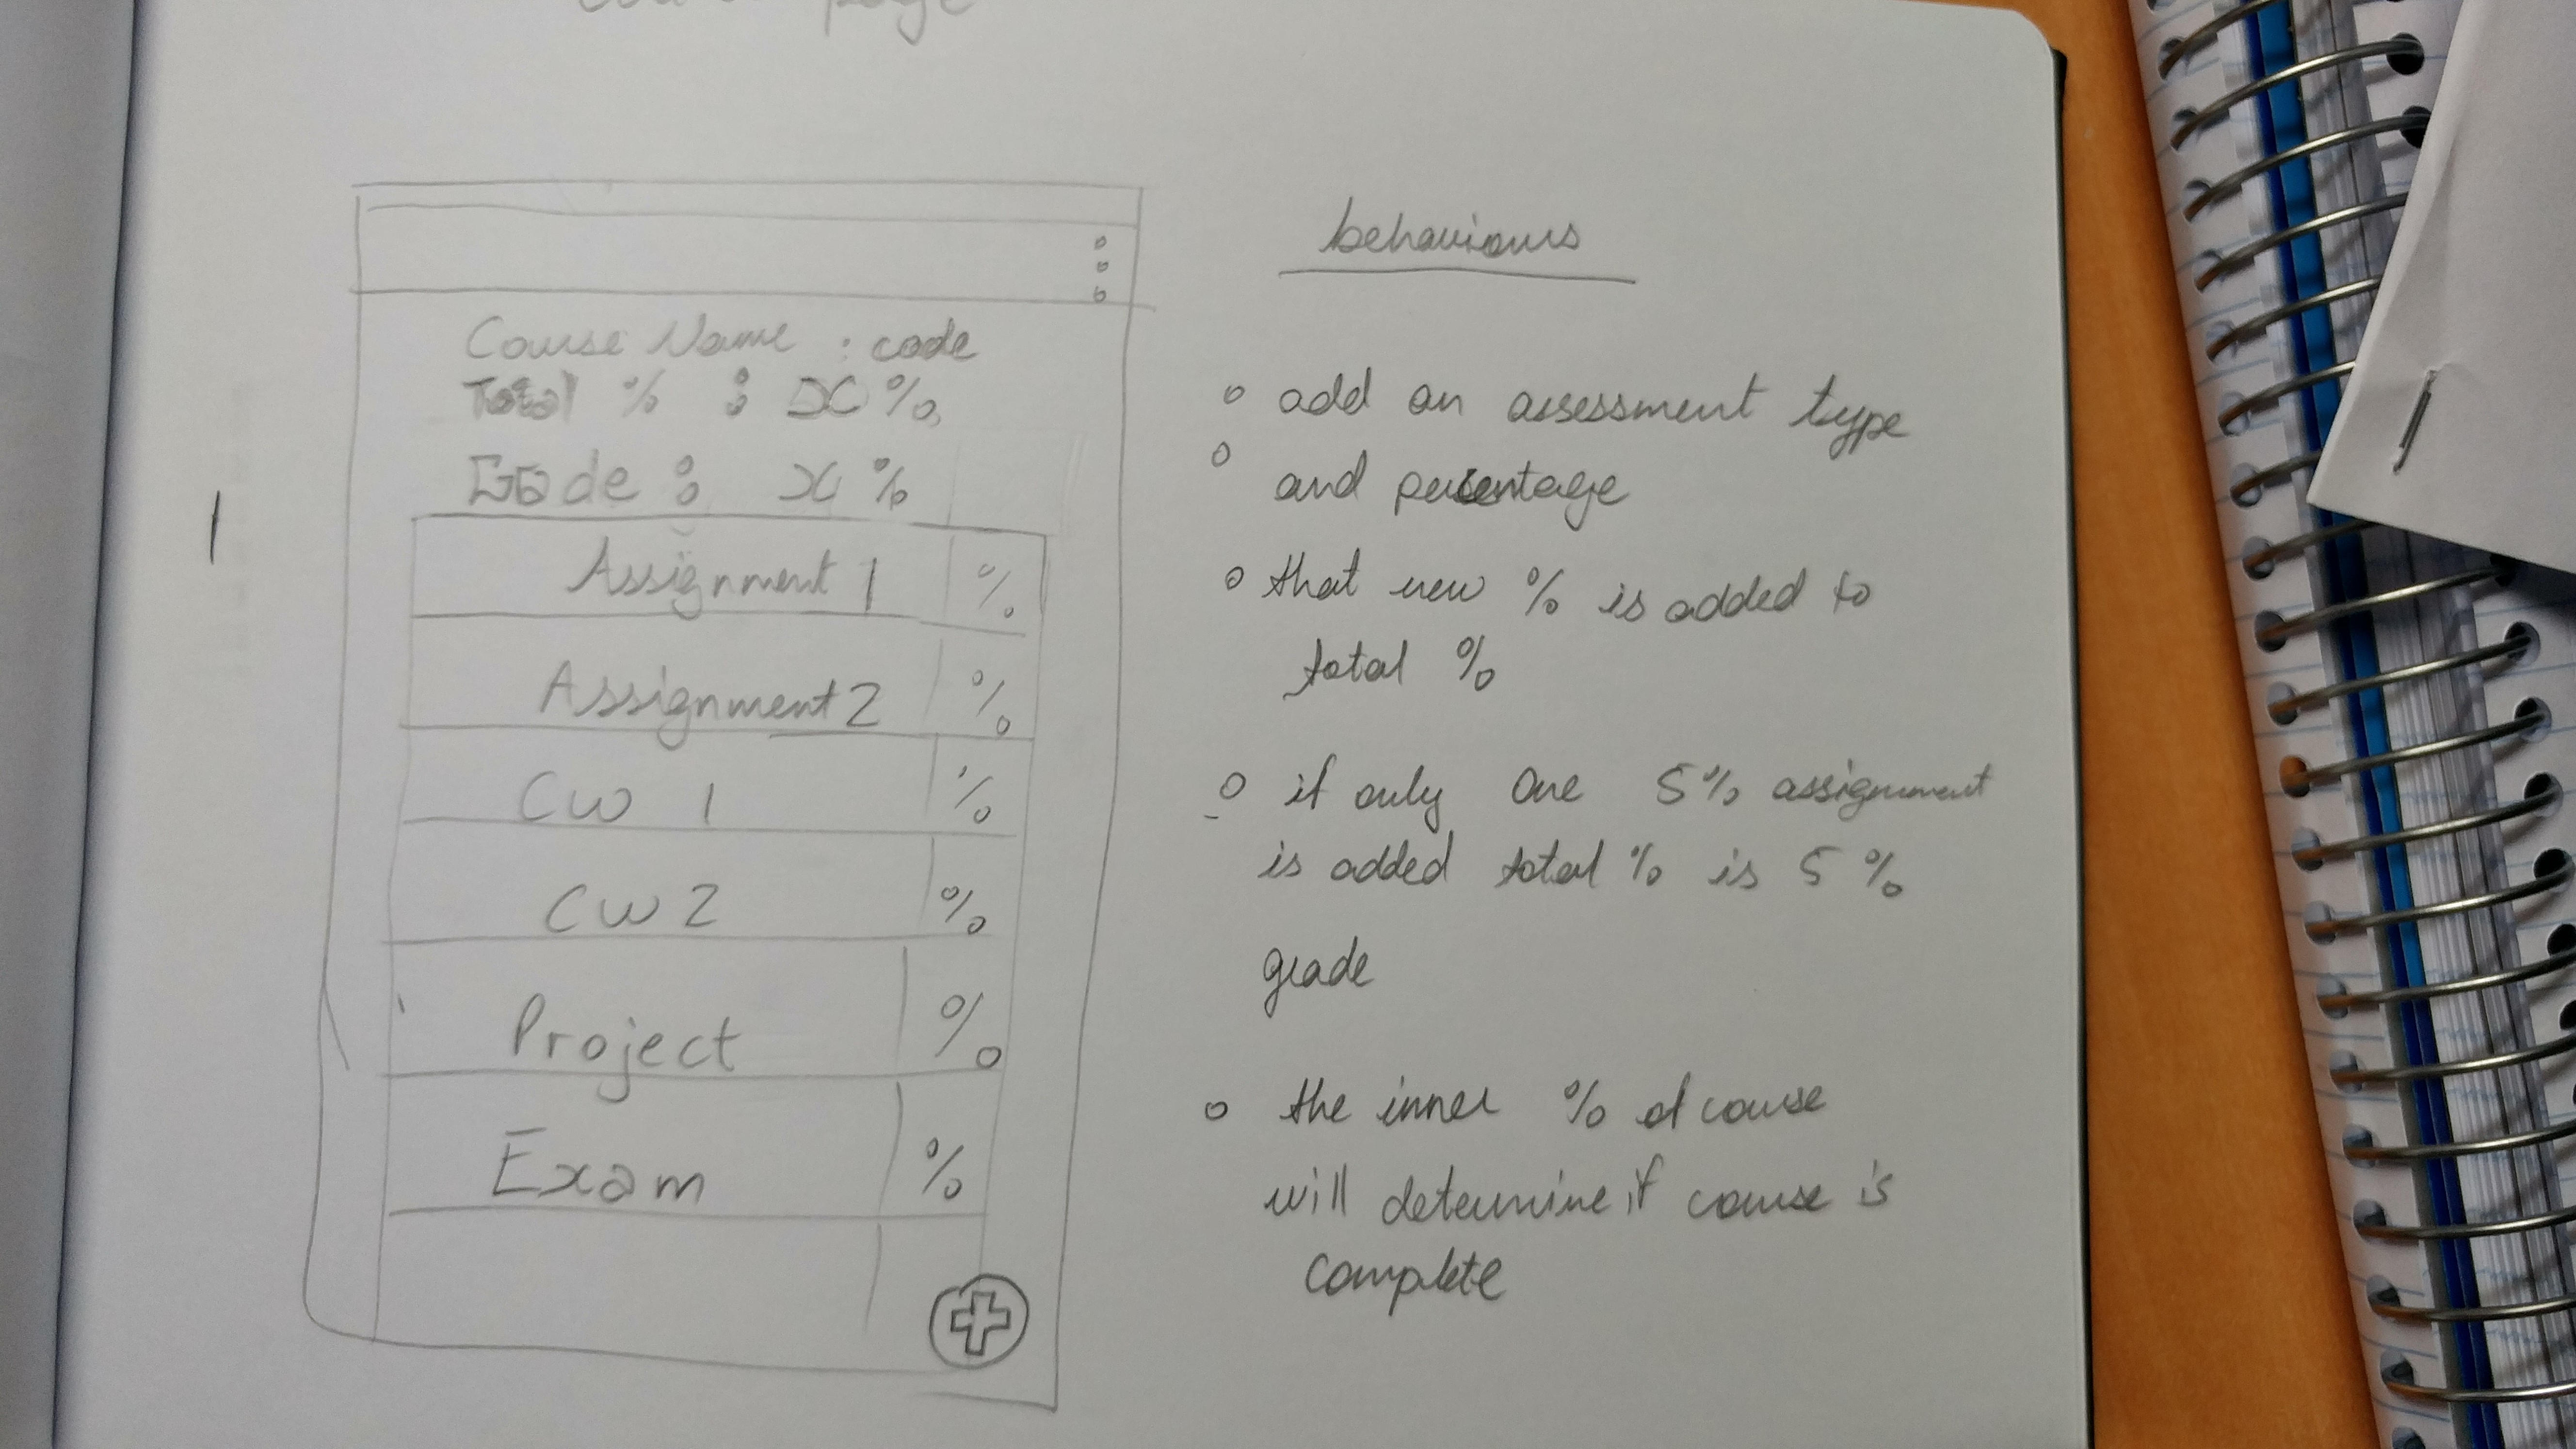 page
Course Name : code
Total % : x%
Grade : x %
Assignment 1 %
Assignment 2 %
CW 1 %
CW 2 %
Project %
Exam %
behaviours
add an assessment type
and percentage
that new % is added to
total %
if only one 5% assignment
is added total % is 5 %
grade
the inner % of course
will determine if course is
complete